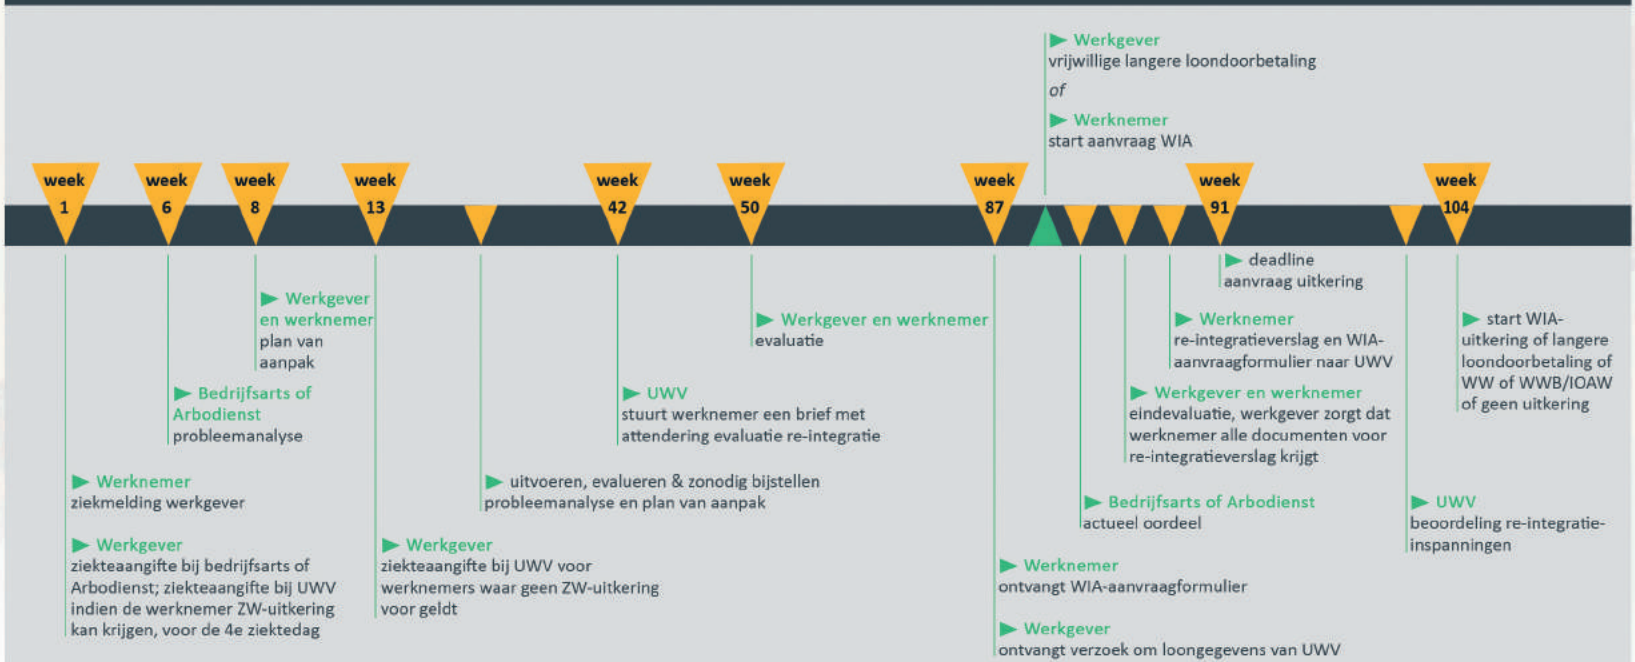 ► Werkgever
vrijwillige langere loondoorbetaling
of
► Werknemer
start aanvraag WIA
week
1
week
6
week
8
week
13
week
42
week
50
week
87
week
91
week
104
► Werknemer
ziekmelding werkgever
► Werkgever
ziekteaangifte bij bedrijfsarts of
Arbodienst; ziekteaangifte bij UWV
indien de werknemer ZW-uitkering
kan krijgen, voor de 4e ziektedag
► Bedrijfsarts of
Arbodienst
probleemanalyse
► Werkgever
en werknemer
plan van
aanpak
► Werkgever
ziekteaangifte bij UWV voor
werknemers waar geen ZW-uitkering
voor geldt
► uitvoeren, evalueren & zonodig bijstellen
probleemanalyse en plan van aanpak
► UWV
stuurt werknemer een brief met
attendering evaluatie re-integratie
► Werkgever en werknemer
evaluatie
► Werknemer
ontvangt WIA-aanvraagformulier
► Werkgever
ontvangt verzoek om loongegevens van UWV
► Bedrijfsarts of Arbodienst
actueel oordeel
► Werkgever en werknemer
eindevaluatie, werkgever zorgt dat
werknemer alle documenten voor
re-integratieverslag krijgt
► Werknemer
re-integratieverslag en WIA-
aanvraagformulier naar UWV
► deadline
aanvraag uitkering
► UWV
beoordeling re-integratie-
inspanningen
► start WIA-
uitkering of langere
loondoorbetaling of
WW of WWB/IOAW
of geen uitkering